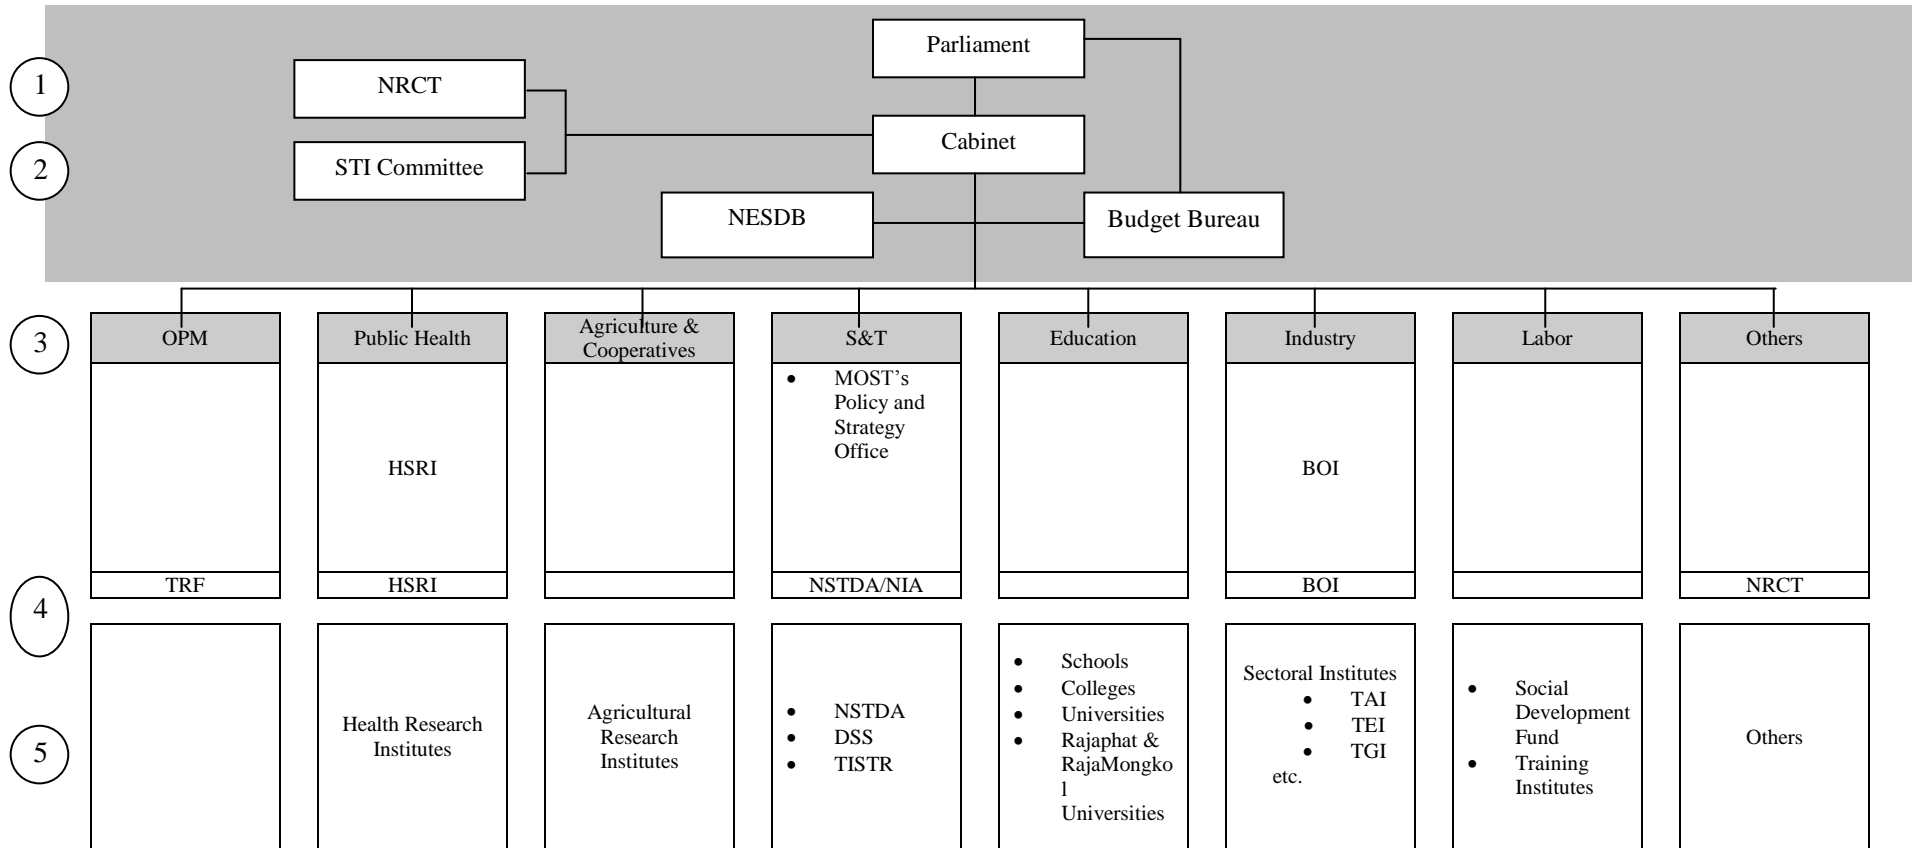 Parliament
1
NRCT
Cabinet
2
STI Committee
NESDB
Budget Bureau
3
OPM
Public Health
Agriculture &
Cooperatives
S&T
Education
Industry
Labor
Others
HSRI
• MOST’s
Policy and
Strategy
Office
BOI
4
TRF
HSRI
NSTDA/NIA
BOI
NRCT
5
Health Research
Institutes
Agricultural
Research
Institutes
• NSTDA
• DSS
• TISTR
• Schools
• Colleges
• Universities
• Rajaphat &
RajaMongko
l
Universities
Sectoral Institutes
• TAI
• TEI
• TGI
etc.
• Social
Development
Fund
• Training
Institutes
Others